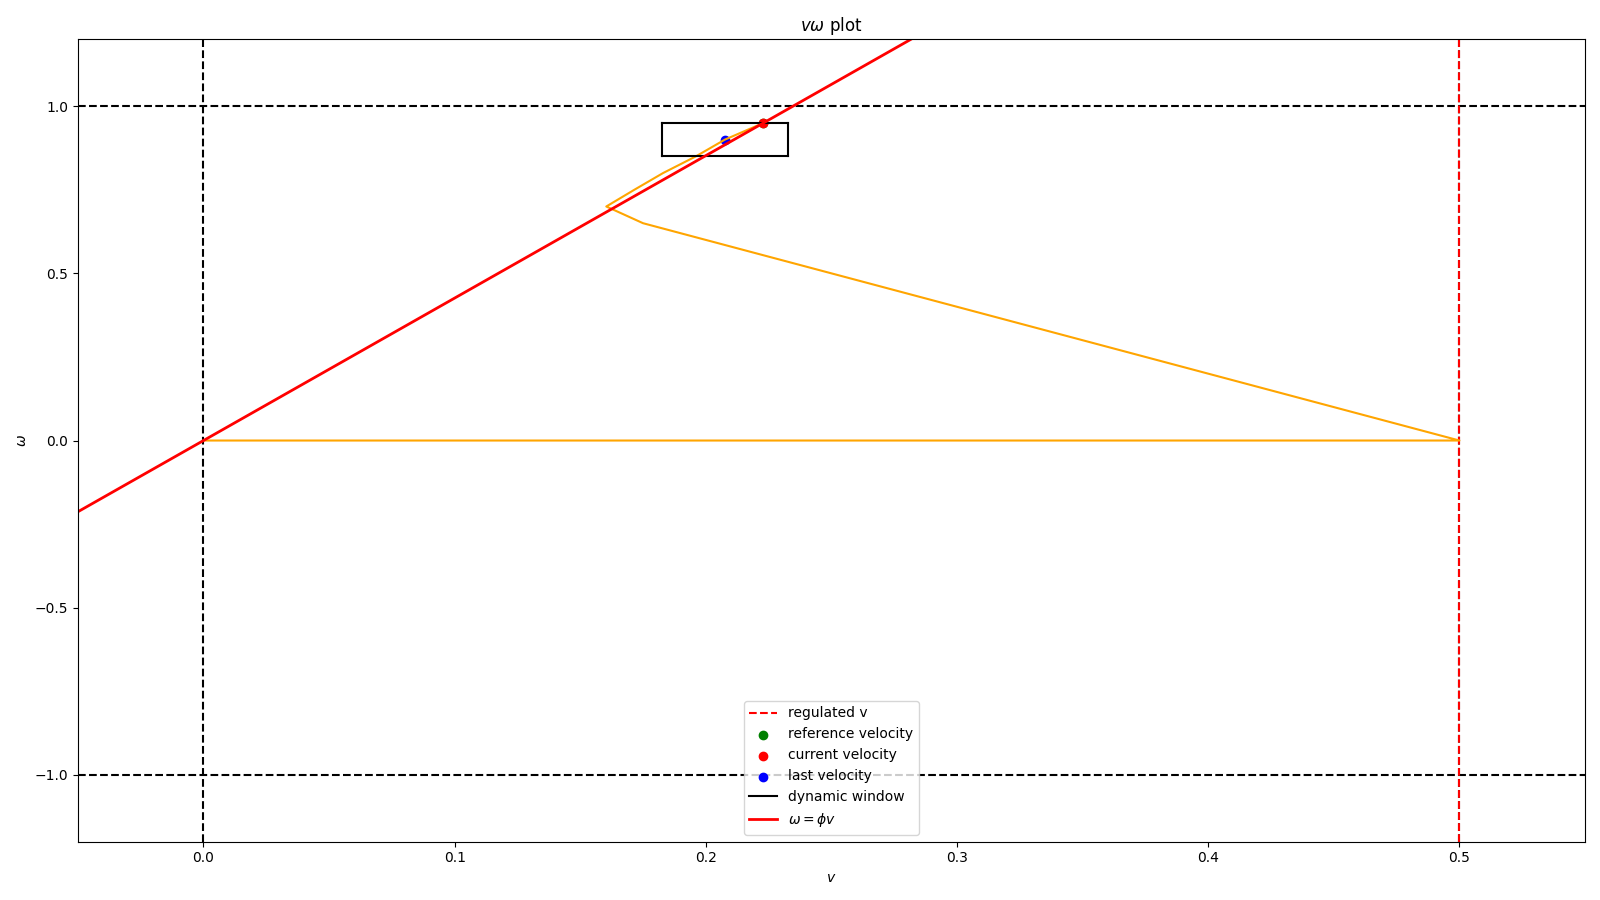 vω plot
1.0
0.5
0.0
−0.5
−1.0
ω
0.0 0.1 0.2 0.3 0.4 0.5
v
regulated v
reference velocity
current velocity
last velocity
dynamic window
ω = ϕv